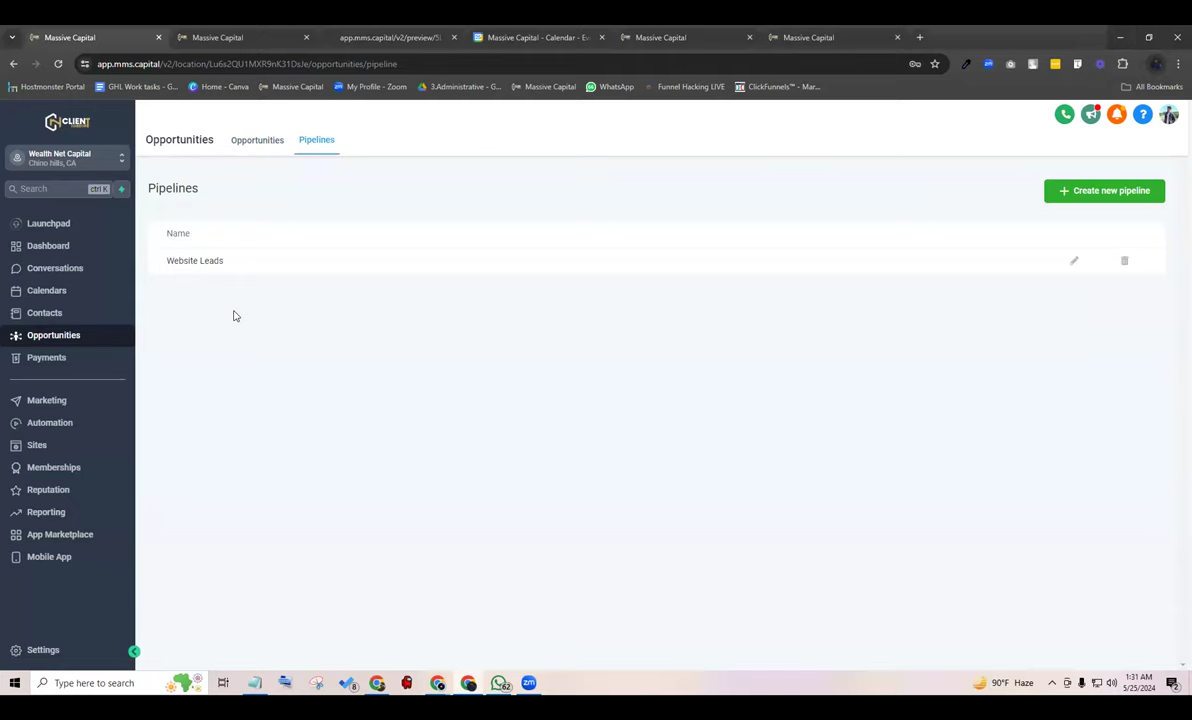 Massive Capital
Massive Capital
app.mms.capital/v2/preview/5l
Massive Capital - Calendar - Eve
Massive Capital
Massive Capital
app.mms.capital/v2/location/Lu6s2QU1MXR9nK31DsJe/opportunities/pipeline
Hostmonster Portal
GHL Work tasks - G...
Home - Canva
Massive Capital
My Profile - Zoom
3.Administrative - G...
Massive Capital
WhatsApp
Funnel Hacking LIVE
ClickFunnels™ - Mar...
All Bookmarks
CLIENT
Wealth Net Capital
Chino hills, CA
Search
ctrl K
Launchpad
Dashboard
Conversations
Calendars
Contacts
Opportunities
Payments
Marketing
Automation
Sites
Memberships
Reputation
Reporting
App Marketplace
Mobile App
Settings
Opportunities
Opportunities
Pipelines
Pipelines
Create new pipeline
Name
Website Leads
Type here to search
8
62
zm
90°F Haze
1:31 AM
5/25/2024
2